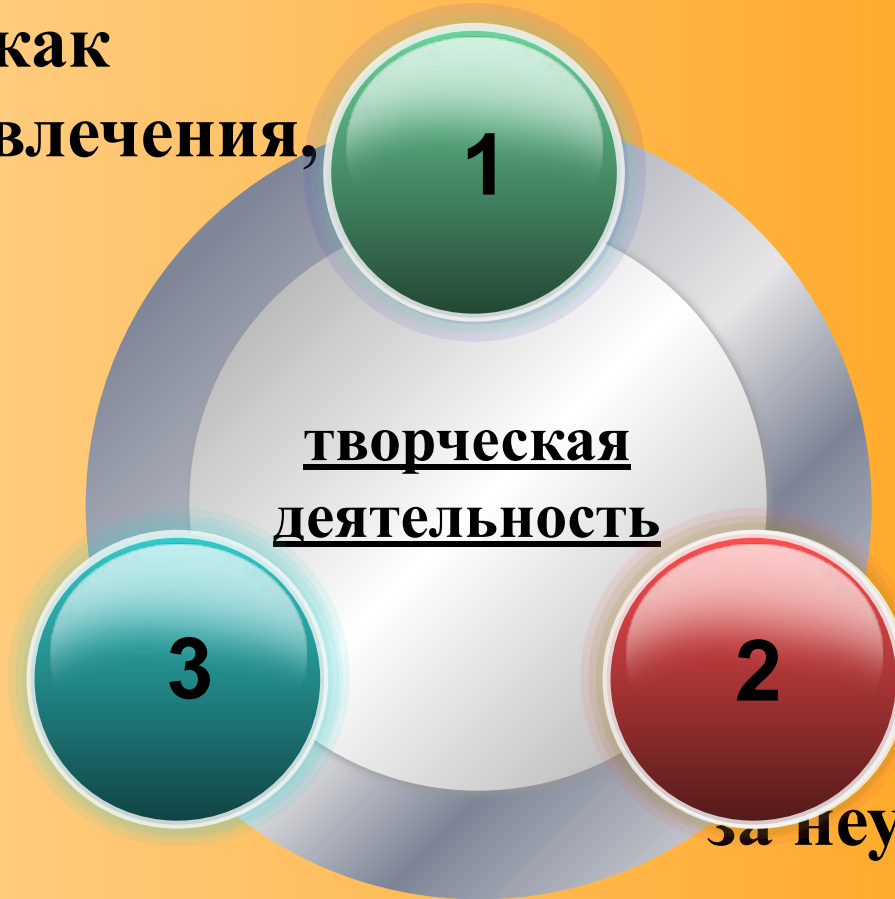 как
влечения,
1
творческая
деятельность
3
2
за неу